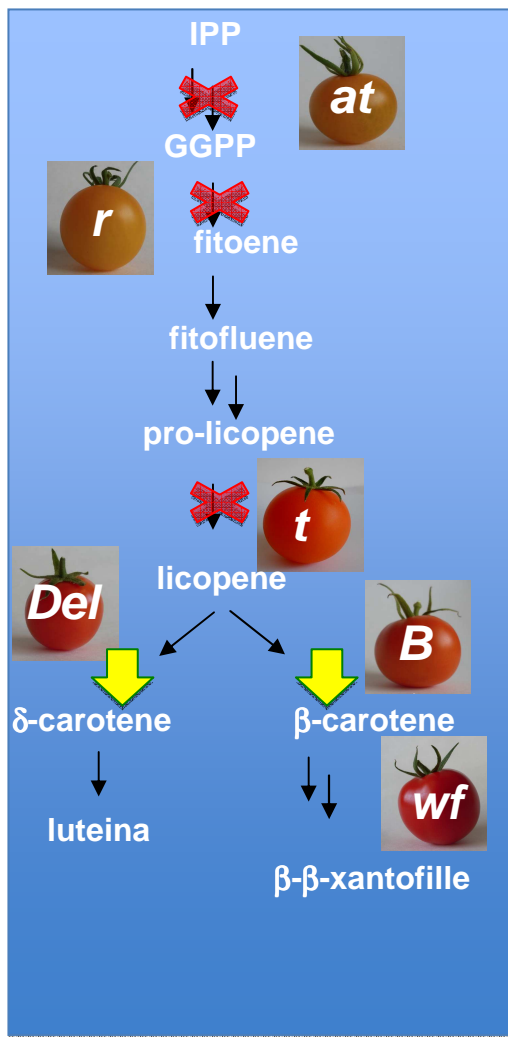 IPP
at
GGPP
r
fitoene
fitofluene
pro-licopene
t
licopene
Del
B
δ-carotene
β-carotene
wf
luteina
β-β-xantofille